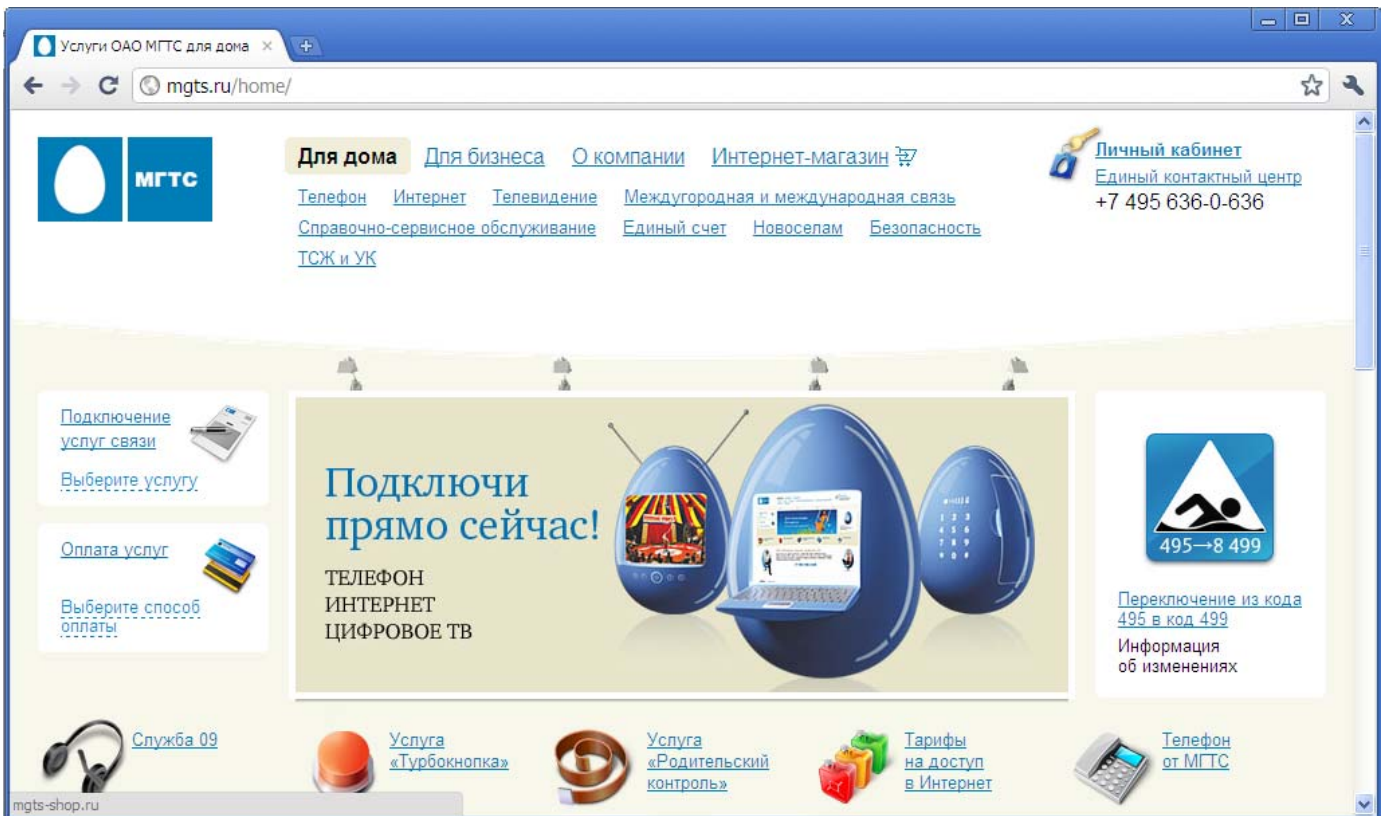 Услуги ОАО МГТС для дома
mgts.ru/home/
МГТС
Для дома Для бизнеса О компании Интернет-магазин
Личный кабинет
Единый контактный центр
+7 495 636-0-636
Телефон Интернет Телевидение Междугородная и международная связь
Справочно-сервисное обслуживание Единый счет Новоселам Безопасность
ТСЖ и УК
Подключение
услуг связи
Выберите услугу
Оплата услуг
Выберите способ
оплаты
Подключи
прямо сейчас!
ТЕЛЕФОН
ИНТЕРНЕТ
ЦИФРОВОЕ ТВ
495→8 499
Переключение из кода
495 в код 499
Информация
об изменениях
Служба 09
Услуга
«Турбокнопка»
Услуга
«Родительский
контроль»
Тарифы
на доступ
в Интернет
Телефон
от МГТС
mgts-shop.ru